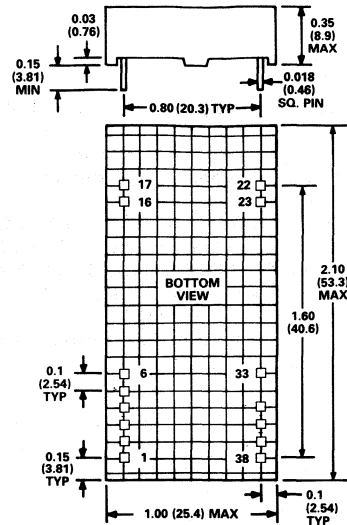 0.03
(0.76)
0.15
(3.81)
MIN
0.35
(8.9)
MAX
0.018
(0.46)
SQ. PIN
0.80 (20.3) TYP
17
22
16
23
BOTTOM
VIEW
2.10
(53.3)
MAX
1.60
(40.6)
6
33
0.1
(2.54)
TYP
0.15
(3.81)
TYP
1
38
0.1
(2.54)
TYP
1.00 (25.4) MAX